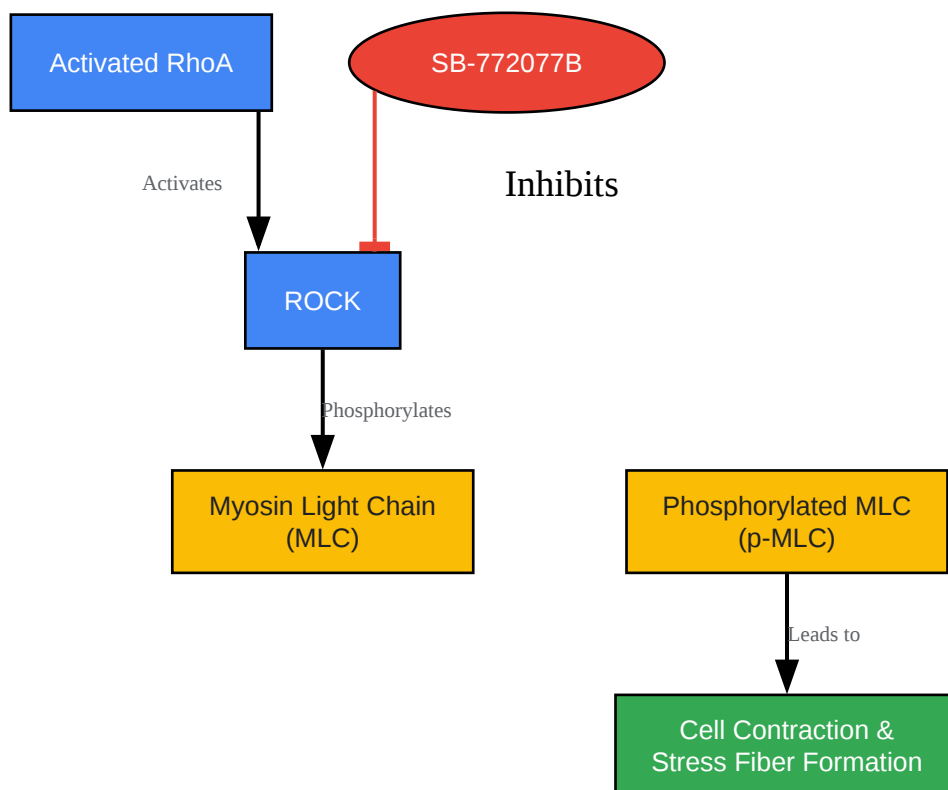 Activated RhoA
SB-772077B
Activates
Inhibits
ROCK
Phosphorylates
Myosin Light Chain
(MLC)
Phosphorylated MLC
(p-MLC)
Leads to
Cell Contraction &
Stress Fiber Formation